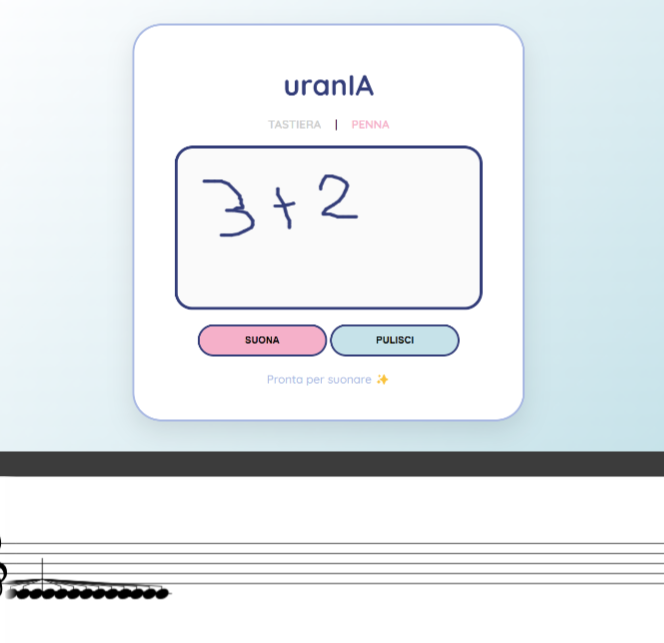 uranIA
TASTIERA | PENNA
3 + 2
SUONA PULISCI
Pronta per suonare ✨